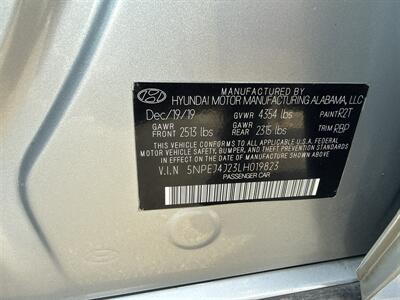 MANUFACTURED BY
HYUNDAI MOTOR MANUFACTURING ALABAMA, LLC
Dec/19/19 GVWR 4354 lbs PAINT R2T
GAWR FRONT 2513 lbs GAWR REAR 2315 lbs TRIM RBP
THIS VEHICLE CONFORMS TO ALL APPLICABLE FEDERAL
MOTOR VEHICLE SAFETY, BUMPER, AND THEFT PREVENTION
STANDARDS IN EFFECT ON THE DATE OF MANUFACTURE SHOWN ABOVE.
V.I.N 5NPEJ4J23LH019823
PASSENGER CAR